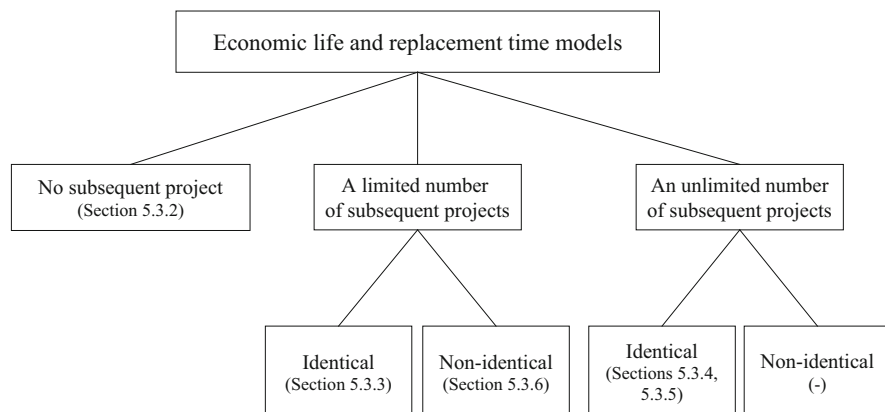 Economic life and replacement time models
No subsequent project
(Section 5.3.2)
A limited number
of subsequent projects
An unlimited number
of subsequent projects
Identical
(Section 5.3.3)
Non-identical
(Section 5.3.6)
Identical
(Sections 5.3.4,
5.3.5)
Non-identical
(-)